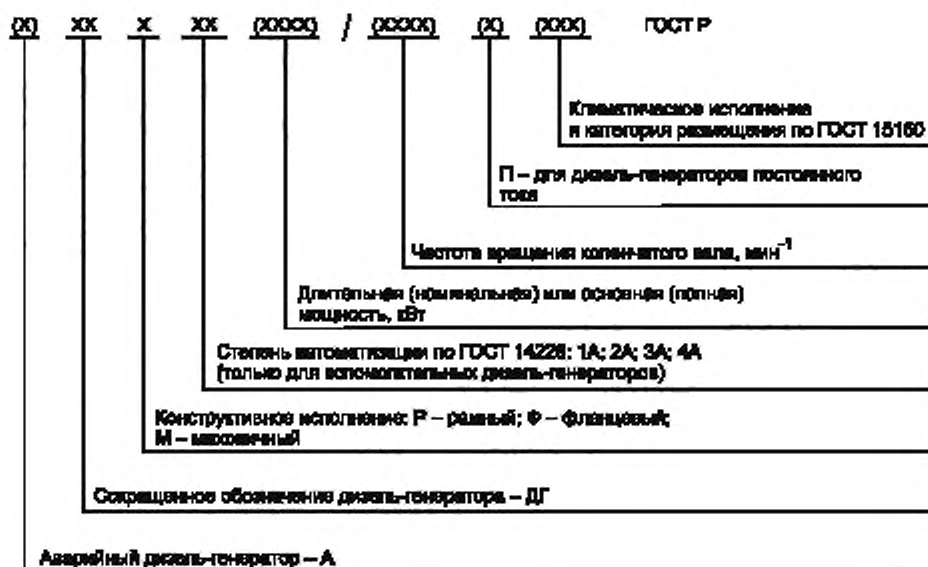 (X) XX X XX (XXXX) / (XXXX) (X) (XXX) ГОСТ Р
Климатическое исполнение
и категория размещения по ГОСТ 15150
П – для дизель-генераторов постоянного
тока
Частота вращения коленчатого вала, мин⁻¹
Длительная (номинальная) или основная (полная)
мощность, кВт
Степень автоматизации по ГОСТ 14228: 1А; 2А; 3А; 4А
(только для вспомогательных дизель-генераторов)
Конструктивное исполнение: Р – рамный; Ф – фланцевый;
М – маховичный
Сокращенное обозначение дизель-генератора – ДГ
Аварийный дизель-генератор – А